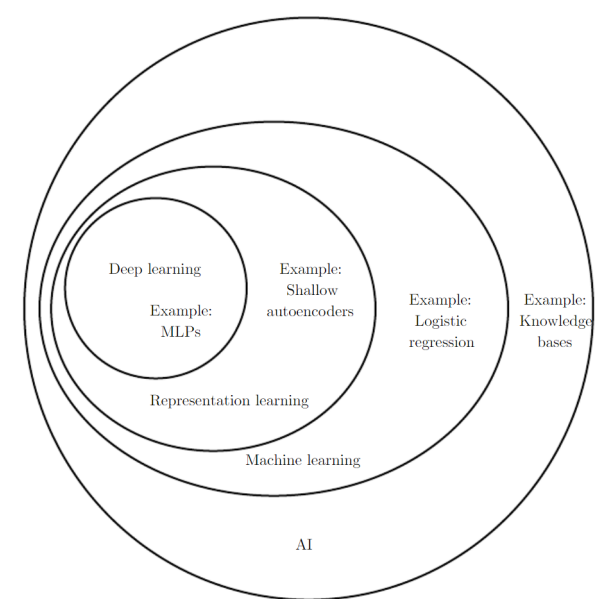 Deep learning
Example:
MLPs
Example:
Shallow
autoencoders
Example:
Logistic
regression
Example:
Knowledge
bases
Representation learning
Machine learning
AI